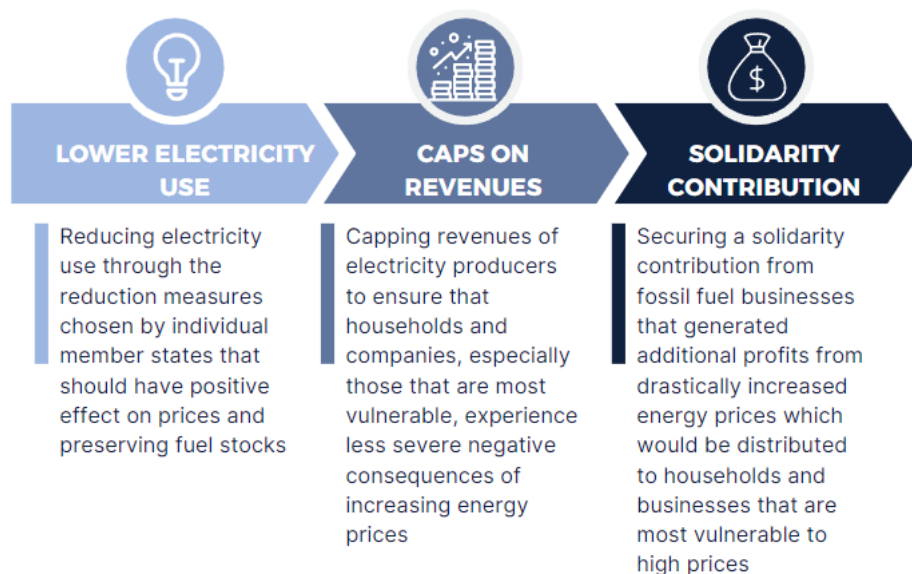 LOWER ELECTRICITY
USE
Reducing electricity
use through the
reduction measures
chosen by individual
member states that
should have positive
effect on prices and
preserving fuel stocks
CAPS ON
REVENUES
Capping revenues of
electricity producers
to ensure that
households and
companies, especially
those that are most
vulnerable, experience
less severe negative
consequences of
increasing energy
prices
$
SOLIDARITY
CONTRIBUTION
Securing a solidarity
contribution from
fossil fuel businesses
that generated
additional profits from
drastically increased
energy prices which
would be distributed
to households and
businesses that are
most vulnerable to
high prices